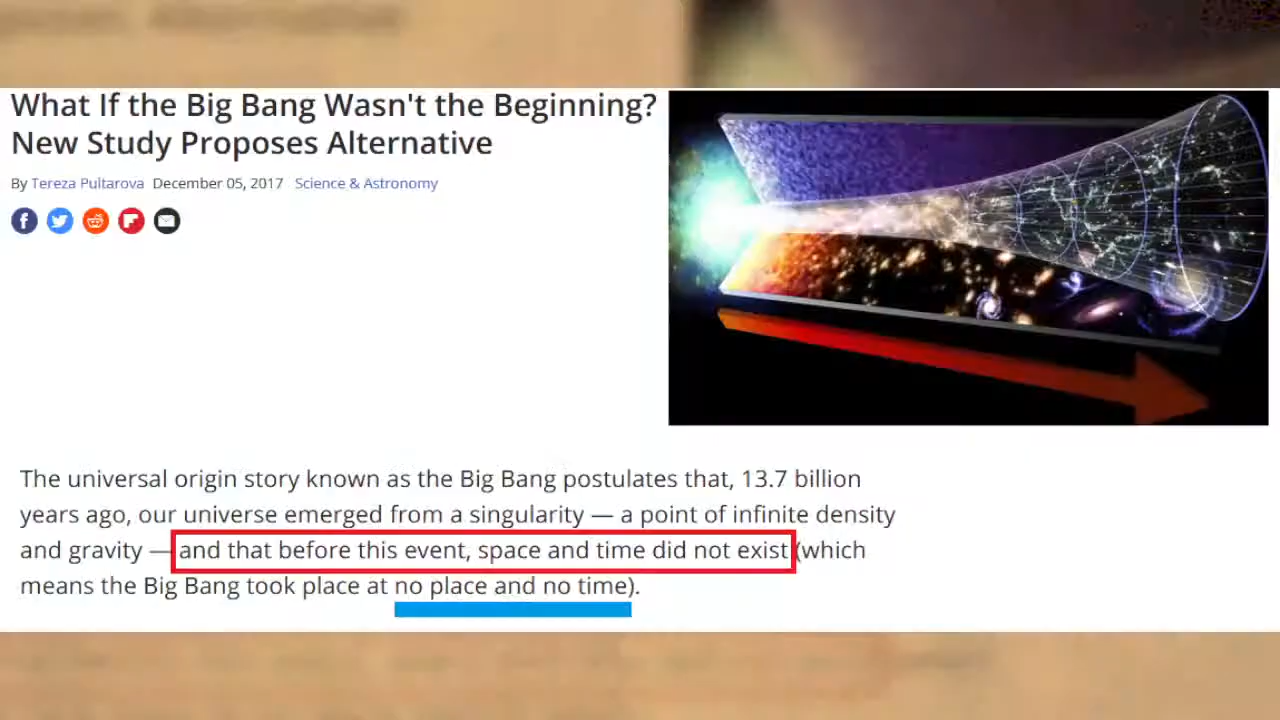 What If the Big Bang Wasn't the Beginning?
New Study Proposes Alternative
By Tereza Pultarova December 05, 2017 Science & Astronomy
The universal origin story known as the Big Bang postulates that, 13.7 billion
years ago, our universe emerged from a singularity — a point of infinite density
and gravity — and that before this event, space and time did not exist (which
means the Big Bang took place at no place and no time).